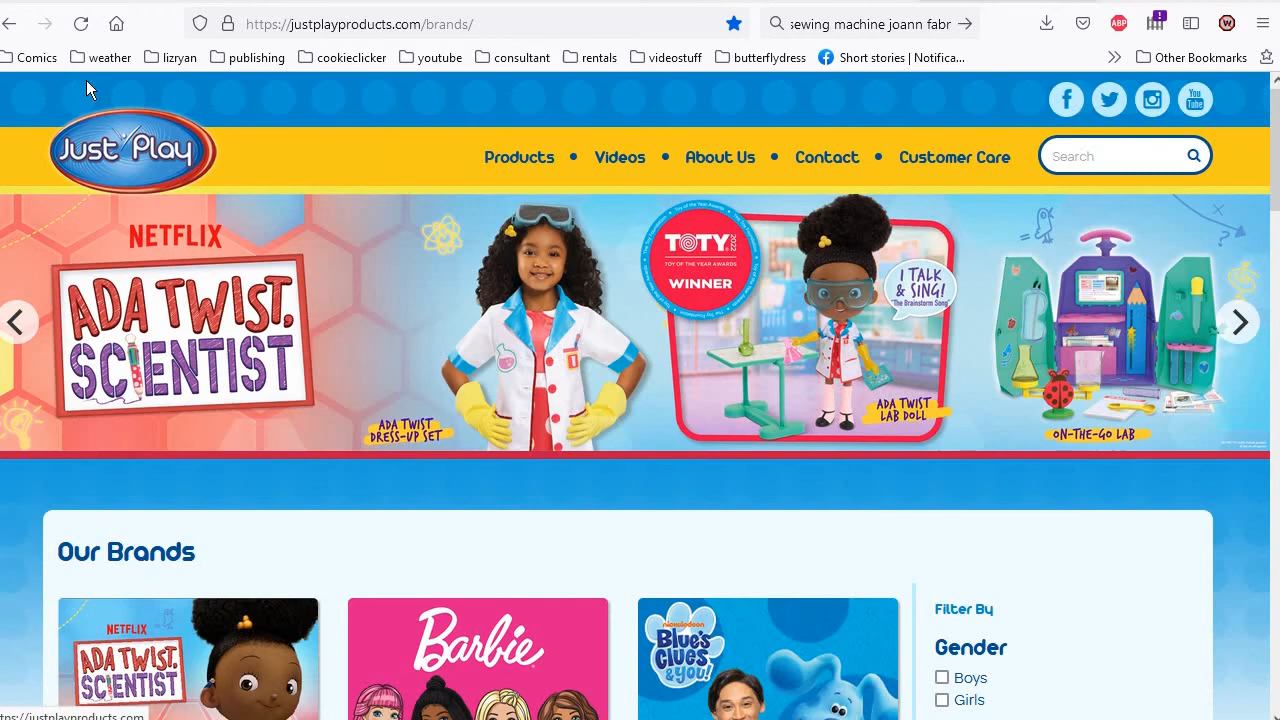 https://justplayproducts.com/brands/
sewing machine joann fabr
ABP
!
Comics
weather
lizryan
publishing
cookieclicker
youtube
consultant
rentals
videostuff
butterflydress
Short stories | Notifica...
Other Bookmarks
You
Tube
Just Play
Products • Videos • About Us • Contact • Customer Care
Search
NETFLIX
ADA TWIST,
SCIENTIST
ADA TWIST
DRESS-UP SET
TOTY 2022
TOY OF THE YEAR AWARDS
WINNER
I TALK
& SING!
"The Brainstorm Song"
ADA TWIST
LAB DOLL
ON-THE-GO LAB
Our Brands
NETFLIX
ADA TWIST,
SCIENTIST
Barbie
nickelodeon
Blue's
Clues
& YOU!
Filter By
Gender
Boys
Girls
https://justplayproducts.com